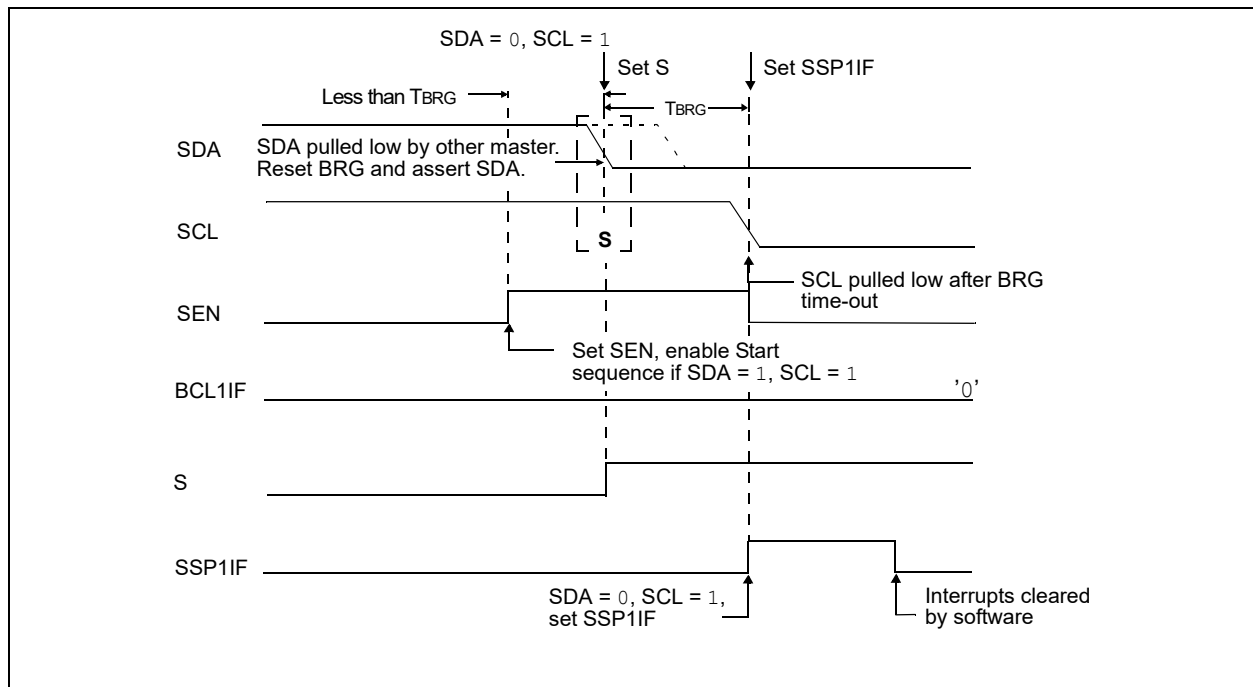 SDA = 0, SCL = 1
Set S
Set SSP1IF
Less than TBRG
TBRG
SDA
SDA pulled low by other master.
Reset BRG and assert SDA.
SCL
S
SCL pulled low after BRG
time-out
SEN
Set SEN, enable Start
sequence if SDA = 1, SCL = 1
BCL1IF
'0'
S
SSP1IF
SDA = 0, SCL = 1,
set SSP1IF
Interrupts cleared
by software